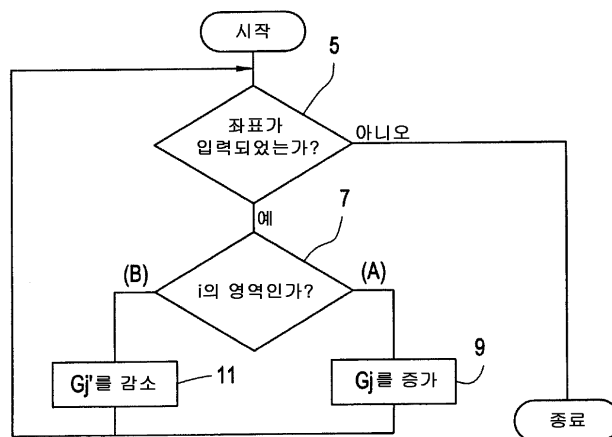 시작
5
좌표가
입력되었는가?
아니오
예
7
(B)
i의 영역인가?
(A)
Gj'를 감소
11
Gj를 증가
9
종료